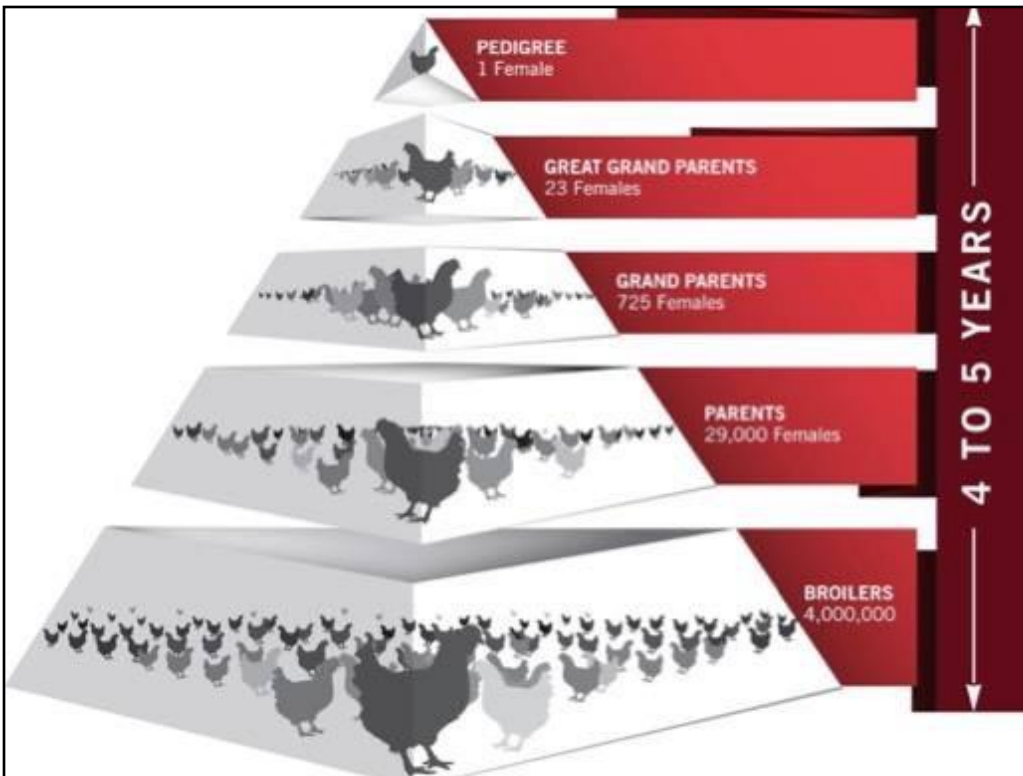 PEDIGREE
1 Female
GREAT GRAND PARENTS
23 Females
GRAND PARENTS
725 Females
PARENTS
29,000 Females
BROILERS
4,000,000
4 TO 5 YEARS